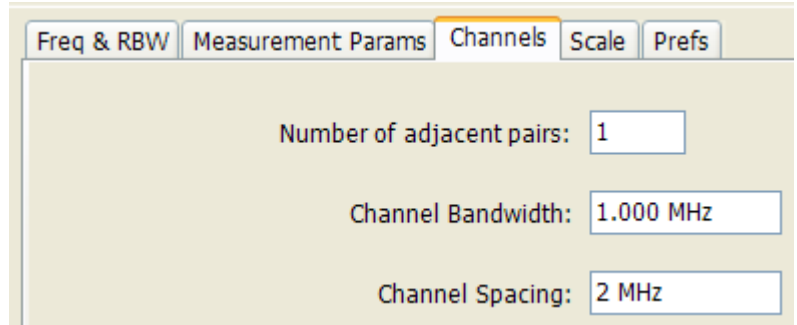 Freq & RBW Measurement Params Channels Scale Prefs
Number of adjacent pairs: 1
Channel Bandwidth: 1.000 MHz
Channel Spacing: 2 MHz